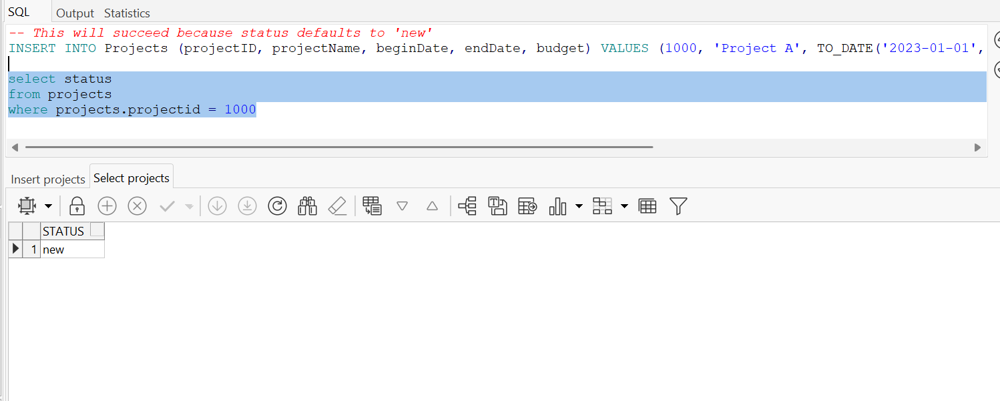 SQL Output Statistics
-- This will succeed because status defaults to 'new'
INSERT INTO Projects (projectID, projectName, beginDate, endDate, budget) VALUES (1000, 'Project A', TO_DATE('2023-01-01',
select status
from projects
where projects.projectid = 1000
Insert projects Select projects
STATUS
1 new